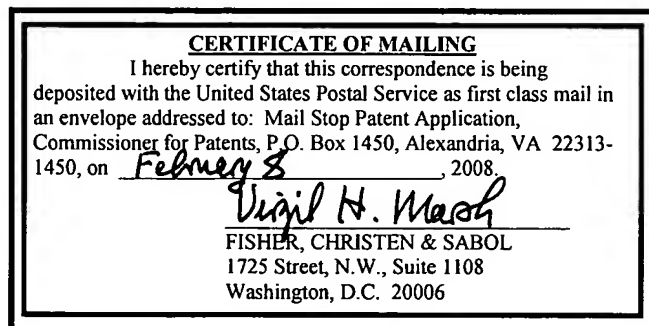 CERTIFICATE OF MAILING
I hereby certify that this correspondence is being
deposited with the United States Postal Service as first class mail in
an envelope addressed to: Mail Stop Patent Application,
Commissioner for Patents, P.O. Box 1450, Alexandria, VA 22313-
1450, on February 8, 2008.
Virgil H. Marsh
FISHER, CHRISTEN & SABOL
1725 Street, N.W., Suite 1108
Washington, D.C. 20006